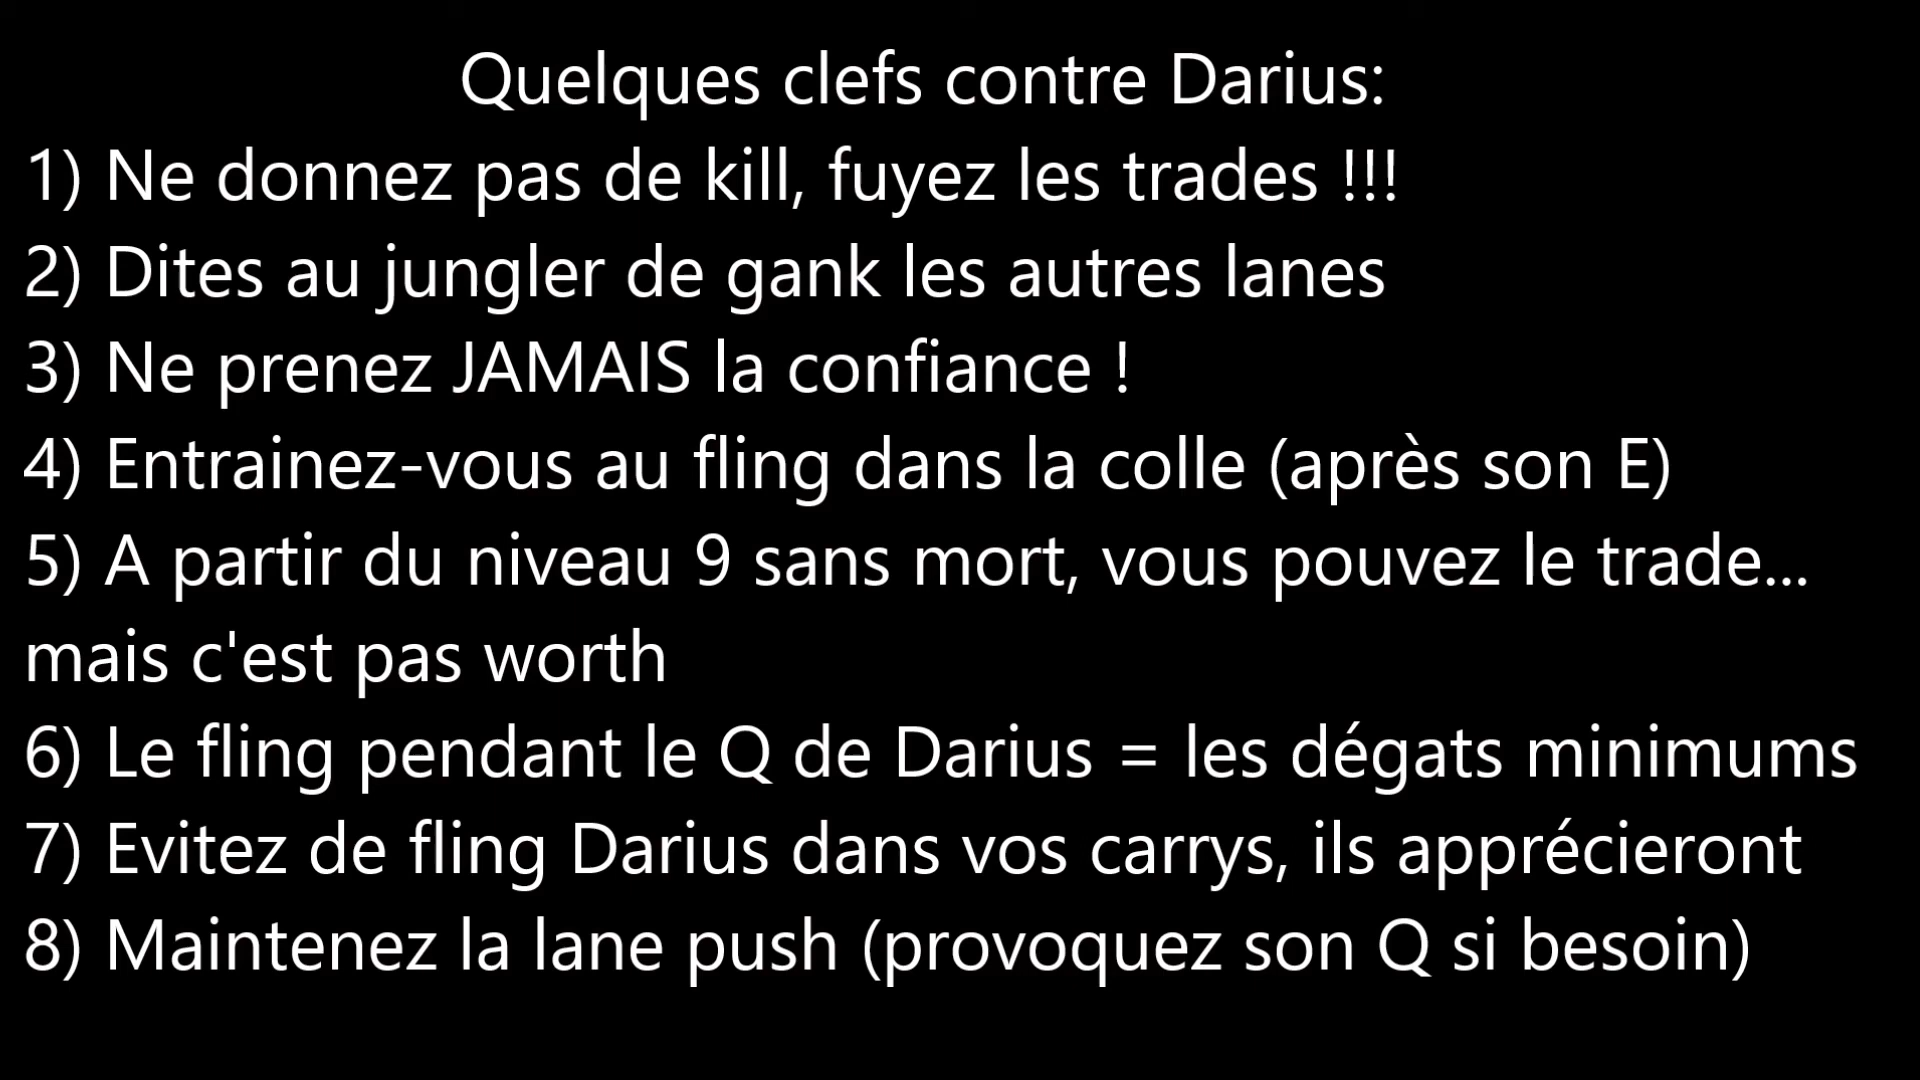 Quelques clefs contre Darius:
1) Ne donnez pas de kill, fuyez les trades !!!
2) Dites au jungler de gank les autres lanes
3) Ne prenez JAMAIS la confiance !
4) Entrainez-vous au fling dans la colle (après son E)
5) A partir du niveau 9 sans mort, vous pouvez le trade...
mais c'est pas worth
6) Le fling pendant le Q de Darius = les dégats minimums
7) Evitez de fling Darius dans vos carrys, ils apprécieront
8) Maintenez la lane push (provoquez son Q si besoin)